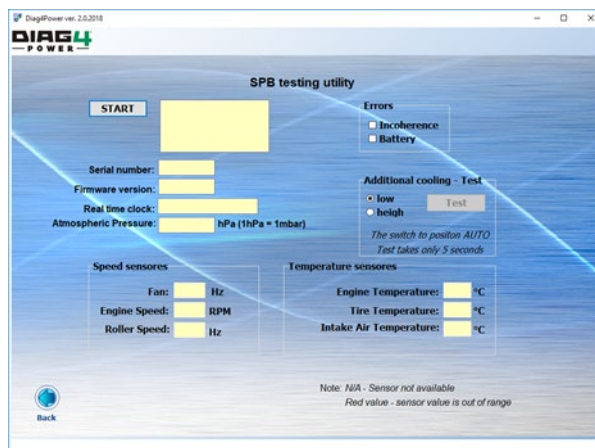 Diag4Power ver. 2.0.2018
DIAG4
POWER
SPB testing utility
START
Errors
Incoherence
Battery
Serial number:
Firmware version:
Real time clock:
Atmospheric Pressure:
hPa (1hPa = 1mbar)
Additional cooling - Test
low
heigh
Test
The switch to positon AUTO
Test takes only 5 seconds
Speed sensores
Fan: Hz
Engine Speed: RPM
Roller Speed: Hz
Temperature sensores
Engine Temperature: °C
Tire Temperature: °C
Intake Air Temperature: °C
Note: N/A - Sensor not available
Red value - sensor value is out of range
Back